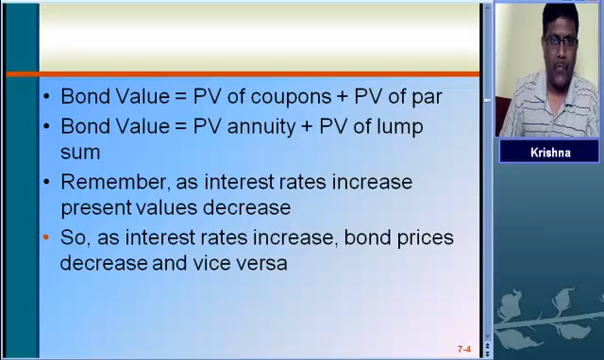 • Bond Value = PV of coupons + PV of par
• Bond Value = PV annuity + PV of lump
sum
• Remember, as interest rates increase
present values decrease
• So, as interest rates increase, bond prices
decrease and vice versa
7-4
Krishna